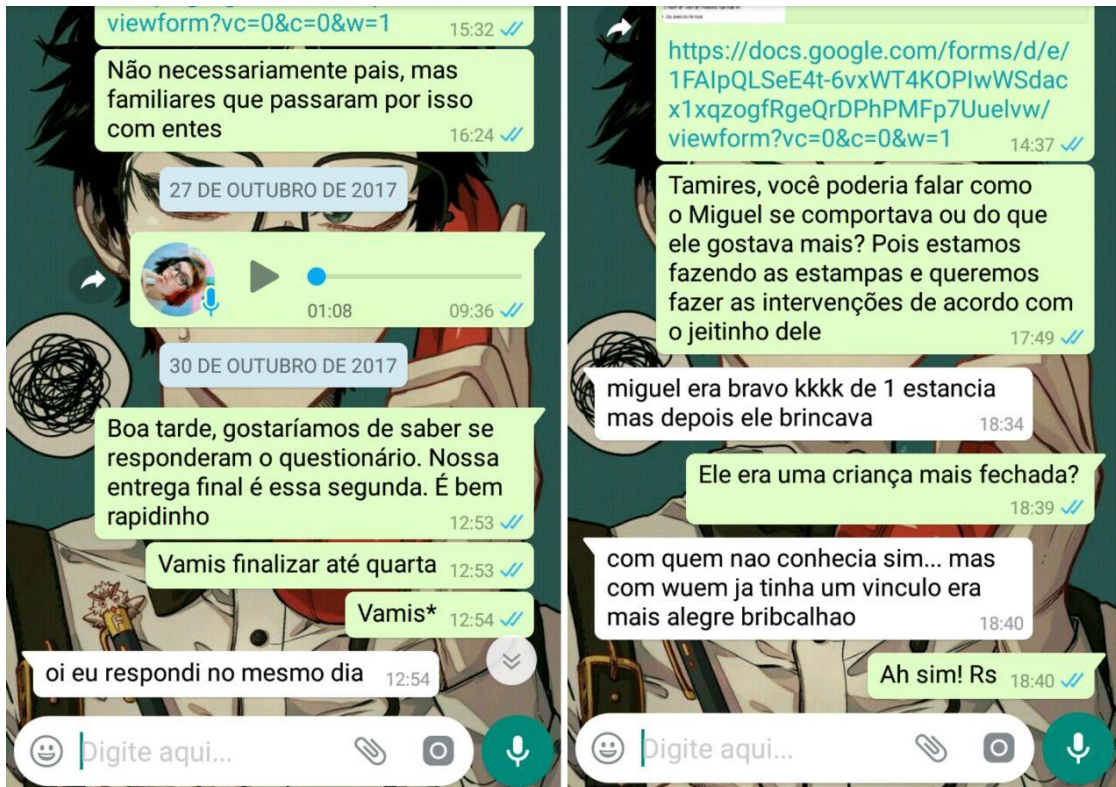 viewform?vc=0&c=0&w=1 15:32
Não necessariamente pais, mas
familiares que passaram por isso
com entes
16:24
27 DE OUTUBRO DE 2017
01:08 09:36
30 DE OUTUBRO DE 2017
Boa tarde, gostaríamos de saber se
responderam o questionário. Nossa
entrega final é essa segunda. É bem
rapidinho
12:53
Vamis finalizar até quarta 12:53
Vamis* 12:54
oi eu respondi no mesmo dia 12:54
Digite aqui...
https://docs.google.com/forms/d/e/
1FAIpQLSeE4t-6vxWT4KOPIwWSdac
x1xqzogfRgeQrDPhPMFp7Uuelvw/
viewform?vc=0&c=0&w=1 14:37
Tamires, você poderia falar como
o Miguel se comportava ou do que
ele gostava mais? Pois estamos
fazendo as estampas e queremos
fazer as intervenções de acordo com
o jeitinho dele 17:49
miguel era bravo kkkk de 1 estancia
mas depois ele brincava 18:34
Ele era uma criança mais fechada?
18:39
com quem nao conhecia sim... mas
com wuem ja tinha um vinculo era
mais alegre bribcalhao 18:40
Ah sim! Rs 18:40
Digite aqui...